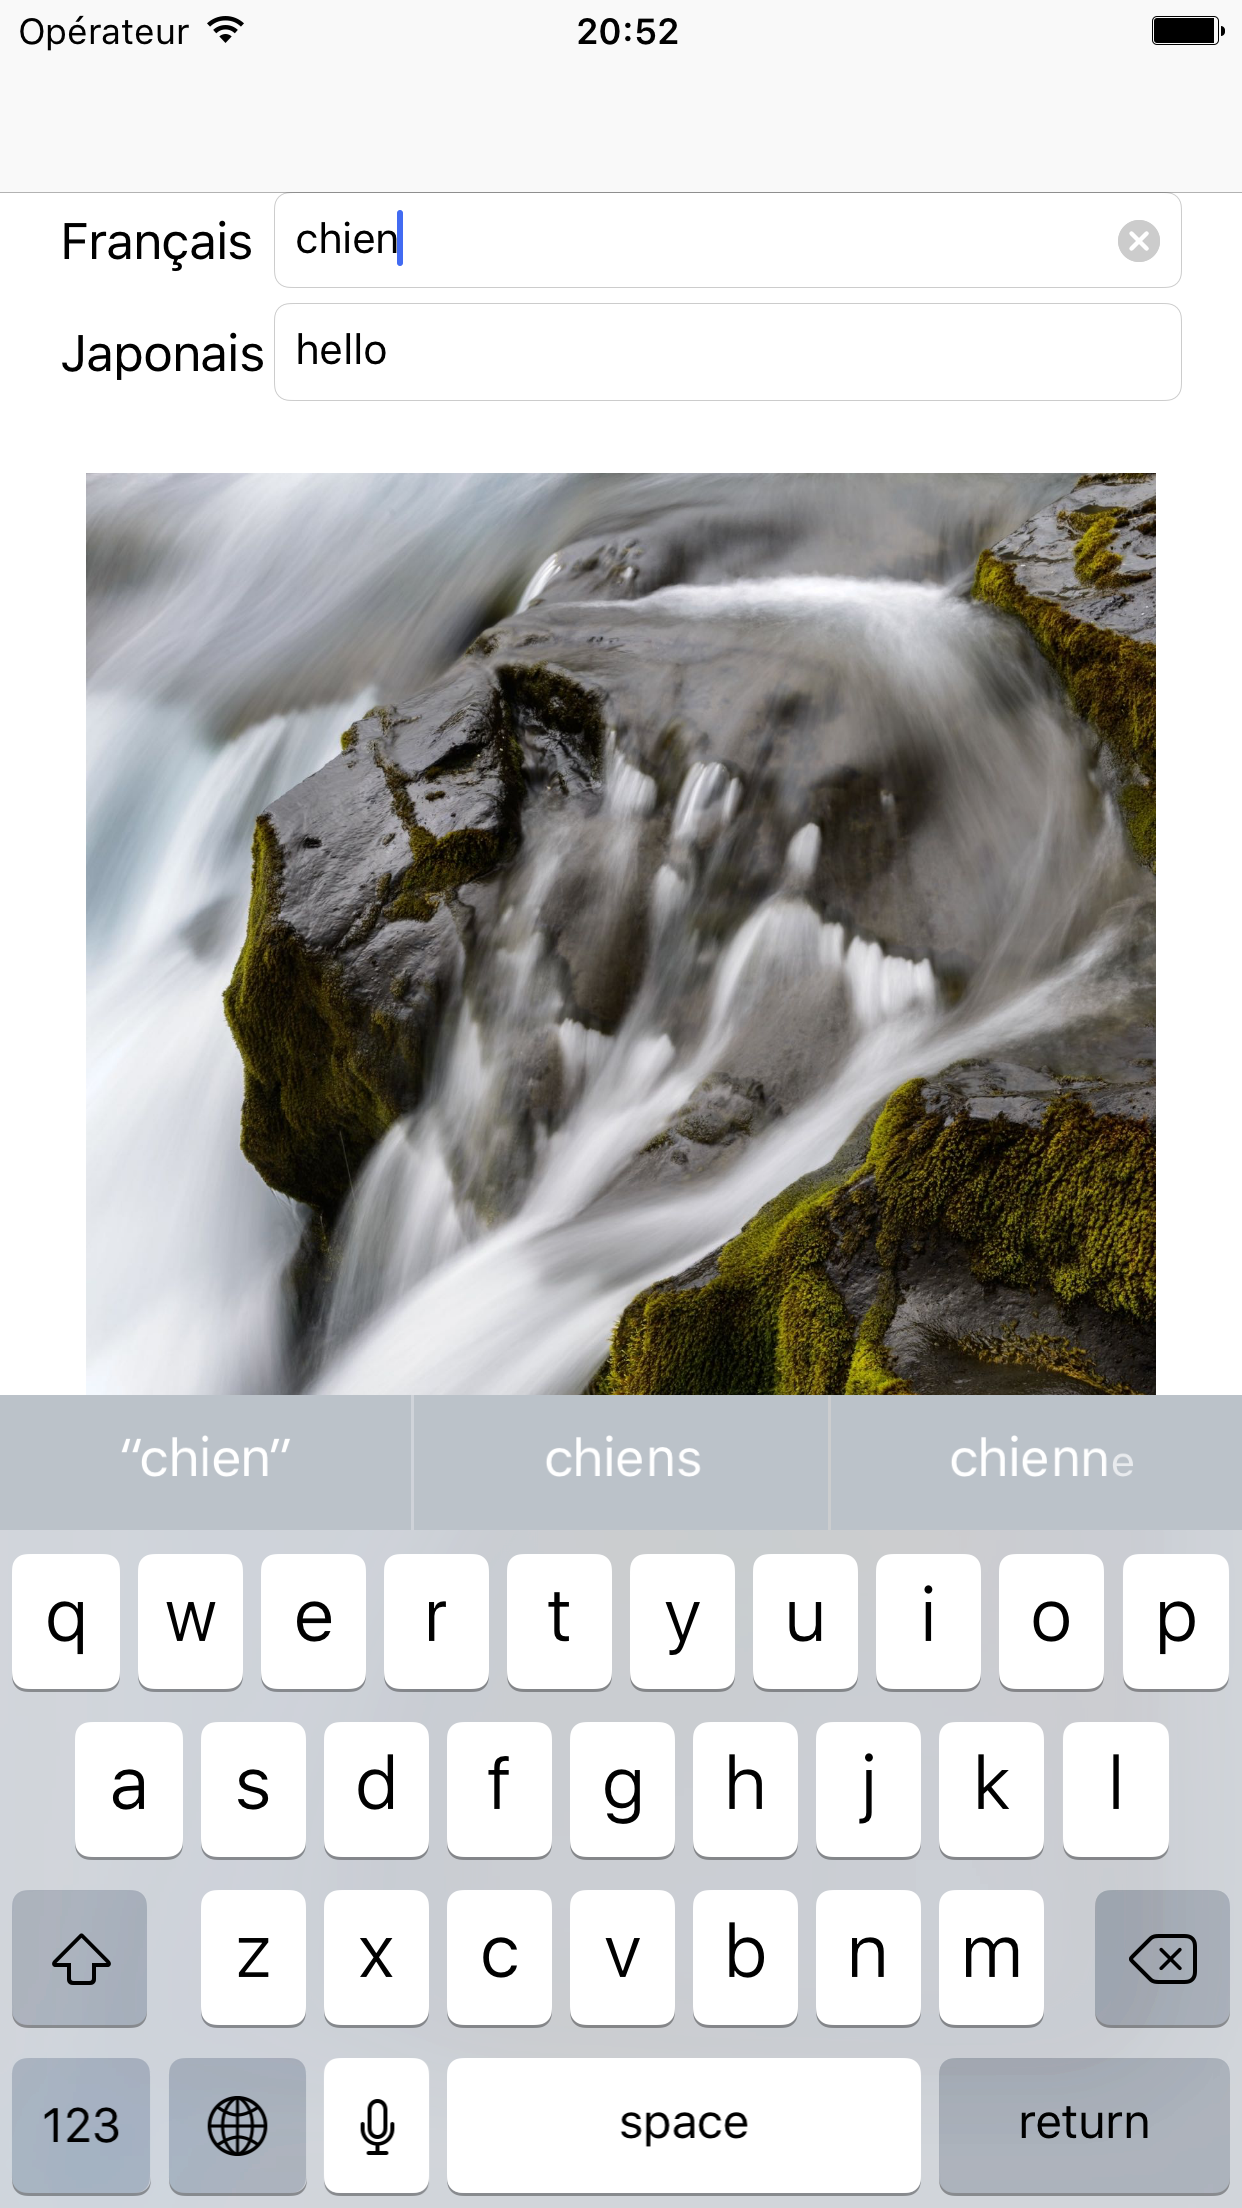 Opérateur 20:52
Français chien
Japonais hello
“chien” chiens chienne
q w e r t y u i o p
a s d f g h j k l
z x c v b n m
123 space return